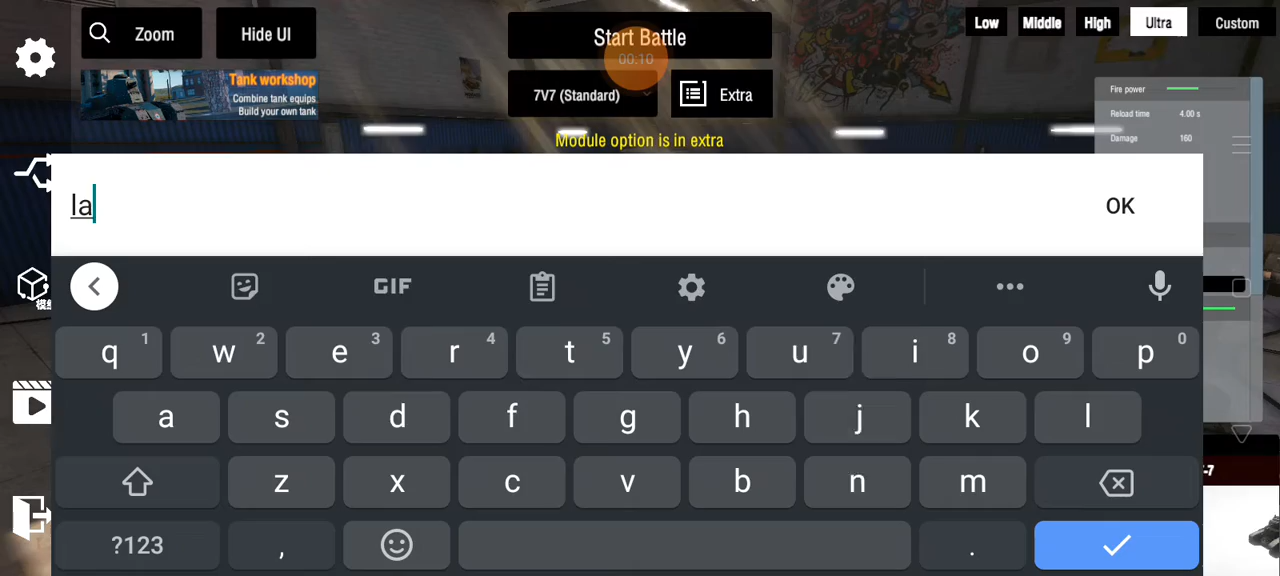 Zoom
Hide UI
Start Battle
00:10
Low
Middle
High
Ultra
Custom
Tank workshop
Combine tank equips
Build your own tank
7V7 (Standard)
Extra
Module option is in extra
Fire power
Reload time 4.00 s
Damage 160
la
OK
GIF
q 1 w 2 e 3 r 4 t 5 y 6 u 7 i 8 o 9 p 0
a s d f g h j k l
z x c v b n m
?123 , .
-7